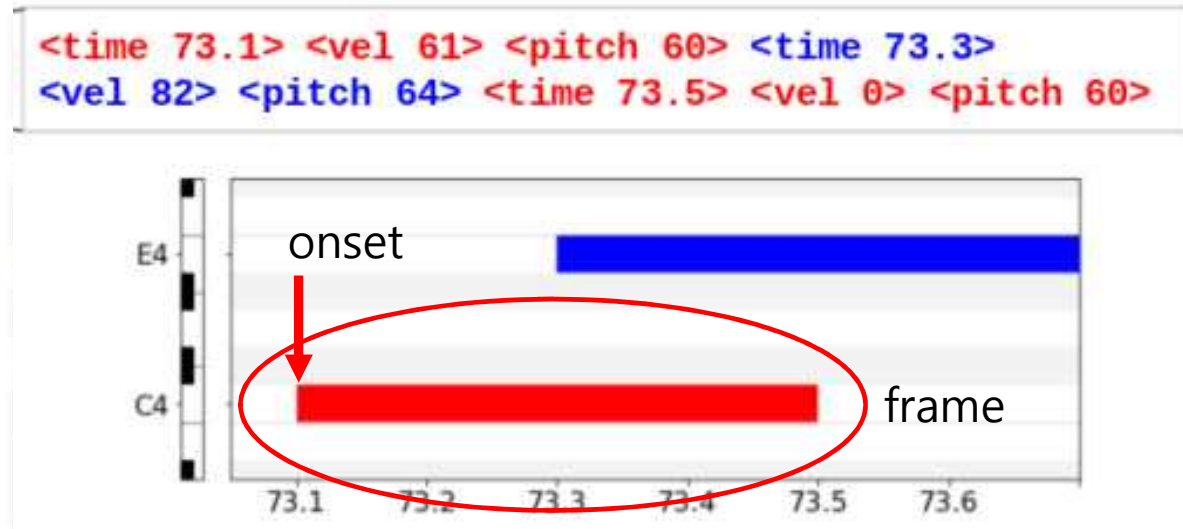 <time 73.1> <vel 61> <pitch 60> <time 73.3>
<vel 82> <pitch 64> <time 73.5> <vel 0> <pitch 60>
onset
E4
C4
frame
73.1 73.2 73.3 73.4 73.5 73.6